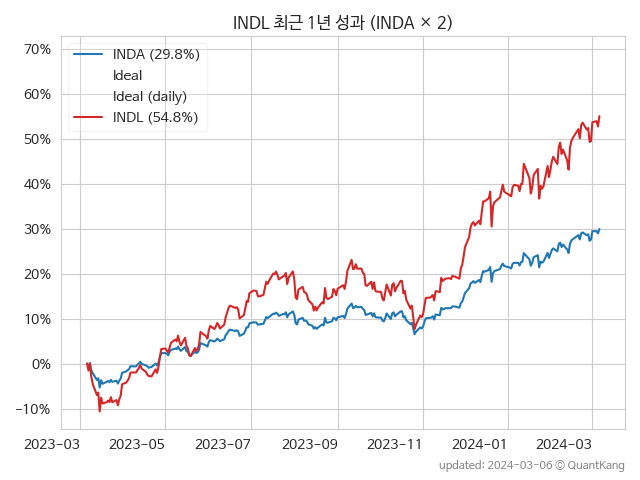 INDL 최근 1년 성과 (INDA × 2)
70%
60%
50%
40%
30%
20%
10%
0%
−10%
INDA (29.8%)
Ideal
Ideal (daily)
INDL (54.8%)
2023−03
2023−05
2023−07
2023−09
2023−11
2024−01
2024−03
updated: 2024−03−06 © QuantKang